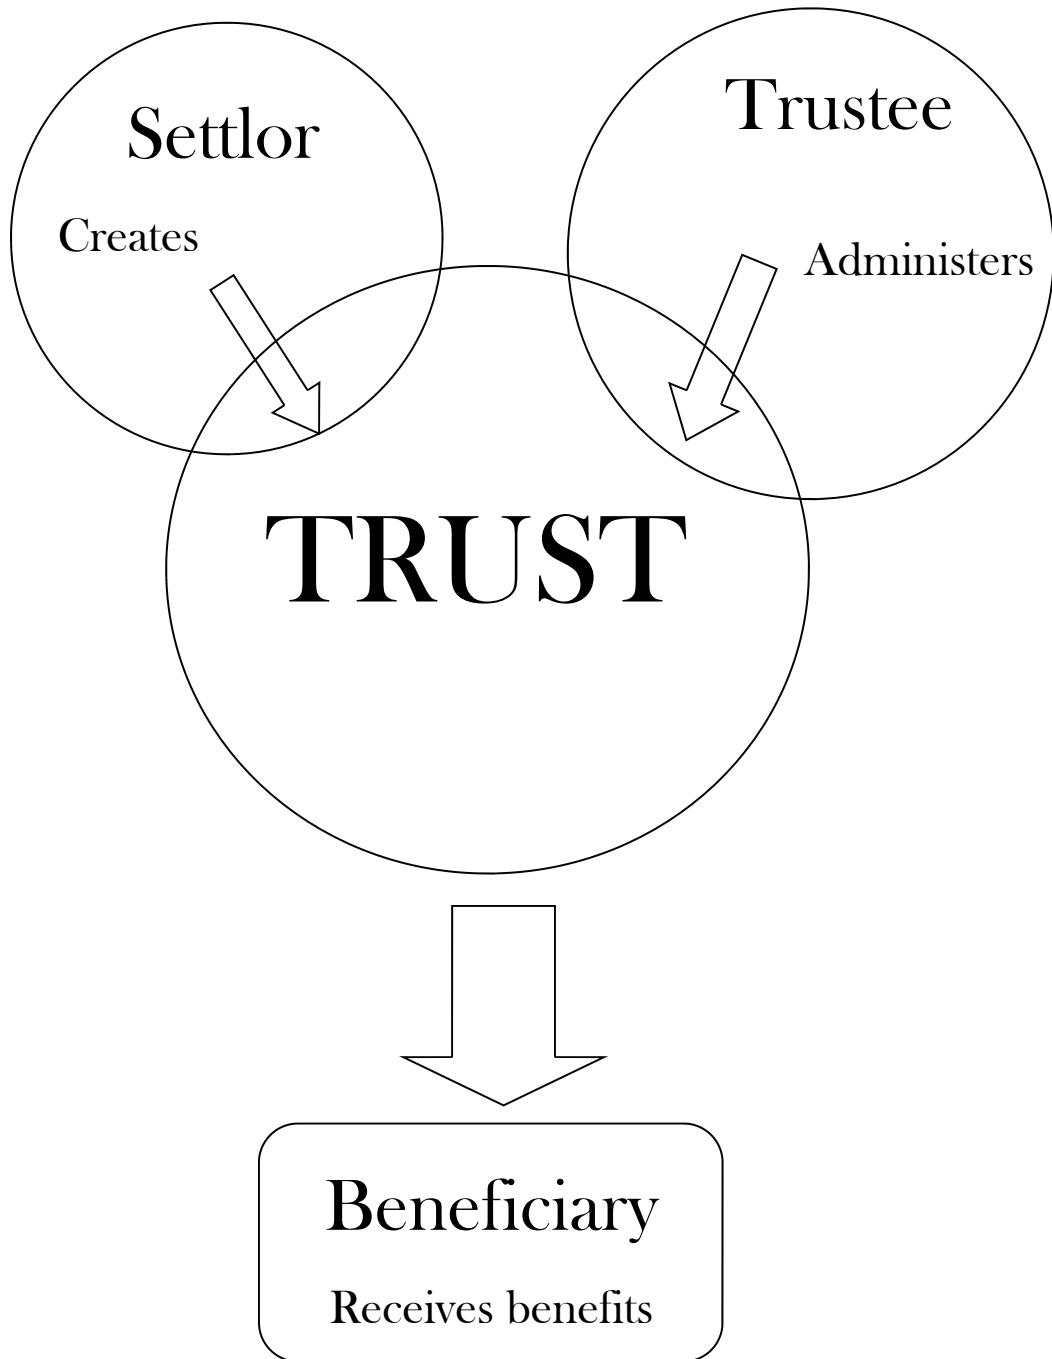 Settlor
Creates
Trustee
Administers
TRUST
Beneficiary
Receives benefits